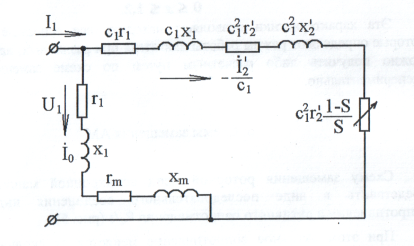 I₁
c₁r₁
c₁x₁
c₁²r₂'
c₁²x₂'
İ₂'
c₁
U₁
r₁
c₁²r₂' 1-S
S
İ₀
x₁
rₘ
xₘ